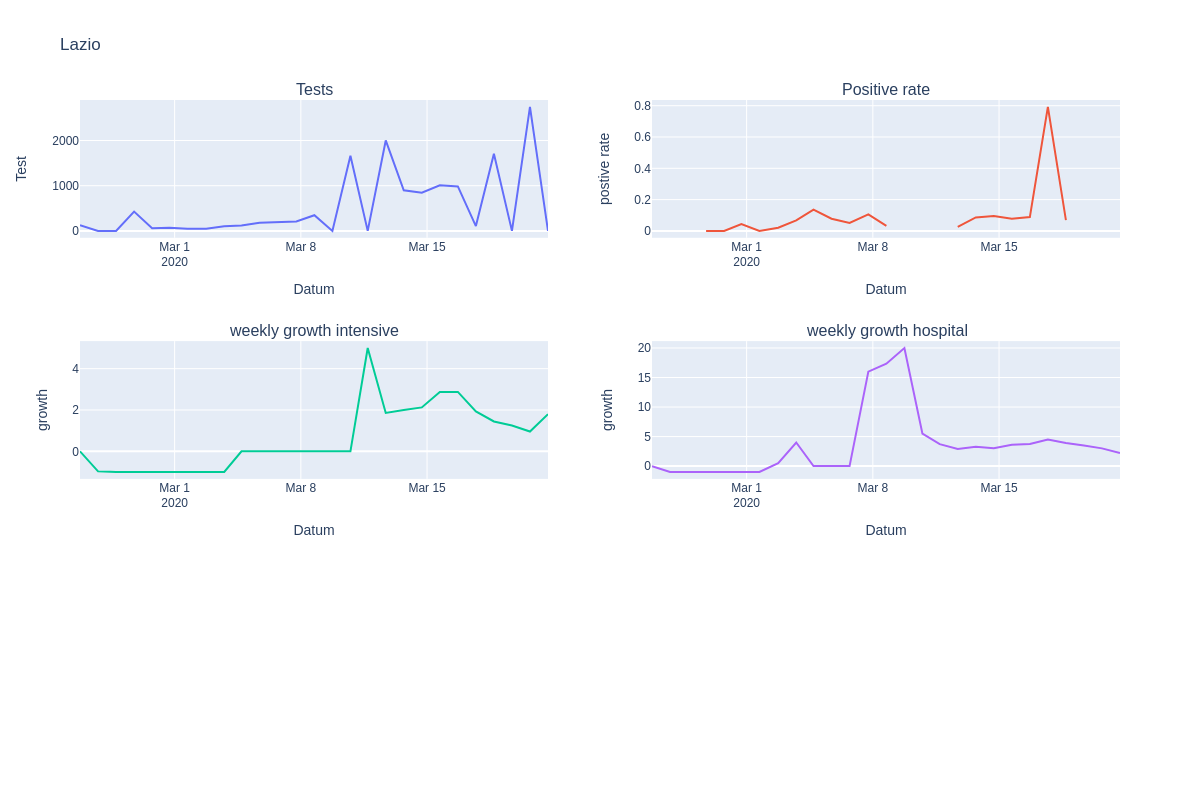 Lazio
Tests
Test
2000
1000
0
Mar 1
2020
Mar 8
Mar 15
Datum
Positive rate
postive rate
0.8
0.6
0.4
0.2
0
Mar 1
2020
Mar 8
Mar 15
Datum
weekly growth intensive
growth
4
2
0
Mar 1
2020
Mar 8
Mar 15
Datum
weekly growth hospital
growth
20
15
10
5
0
Mar 1
2020
Mar 8
Mar 15
Datum